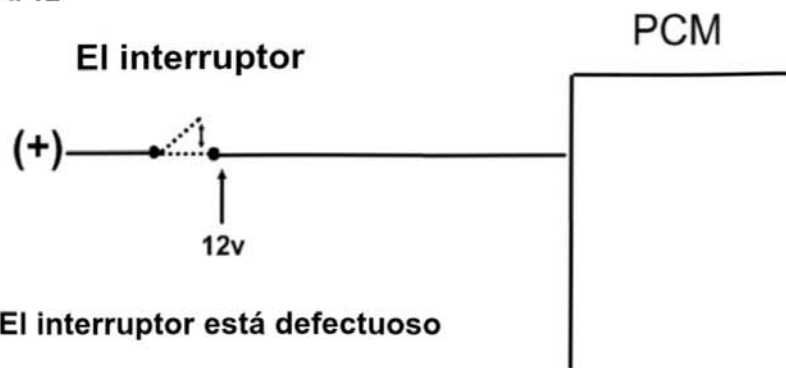 PCM
El interruptor
(+)
12v
El interruptor está defectuoso